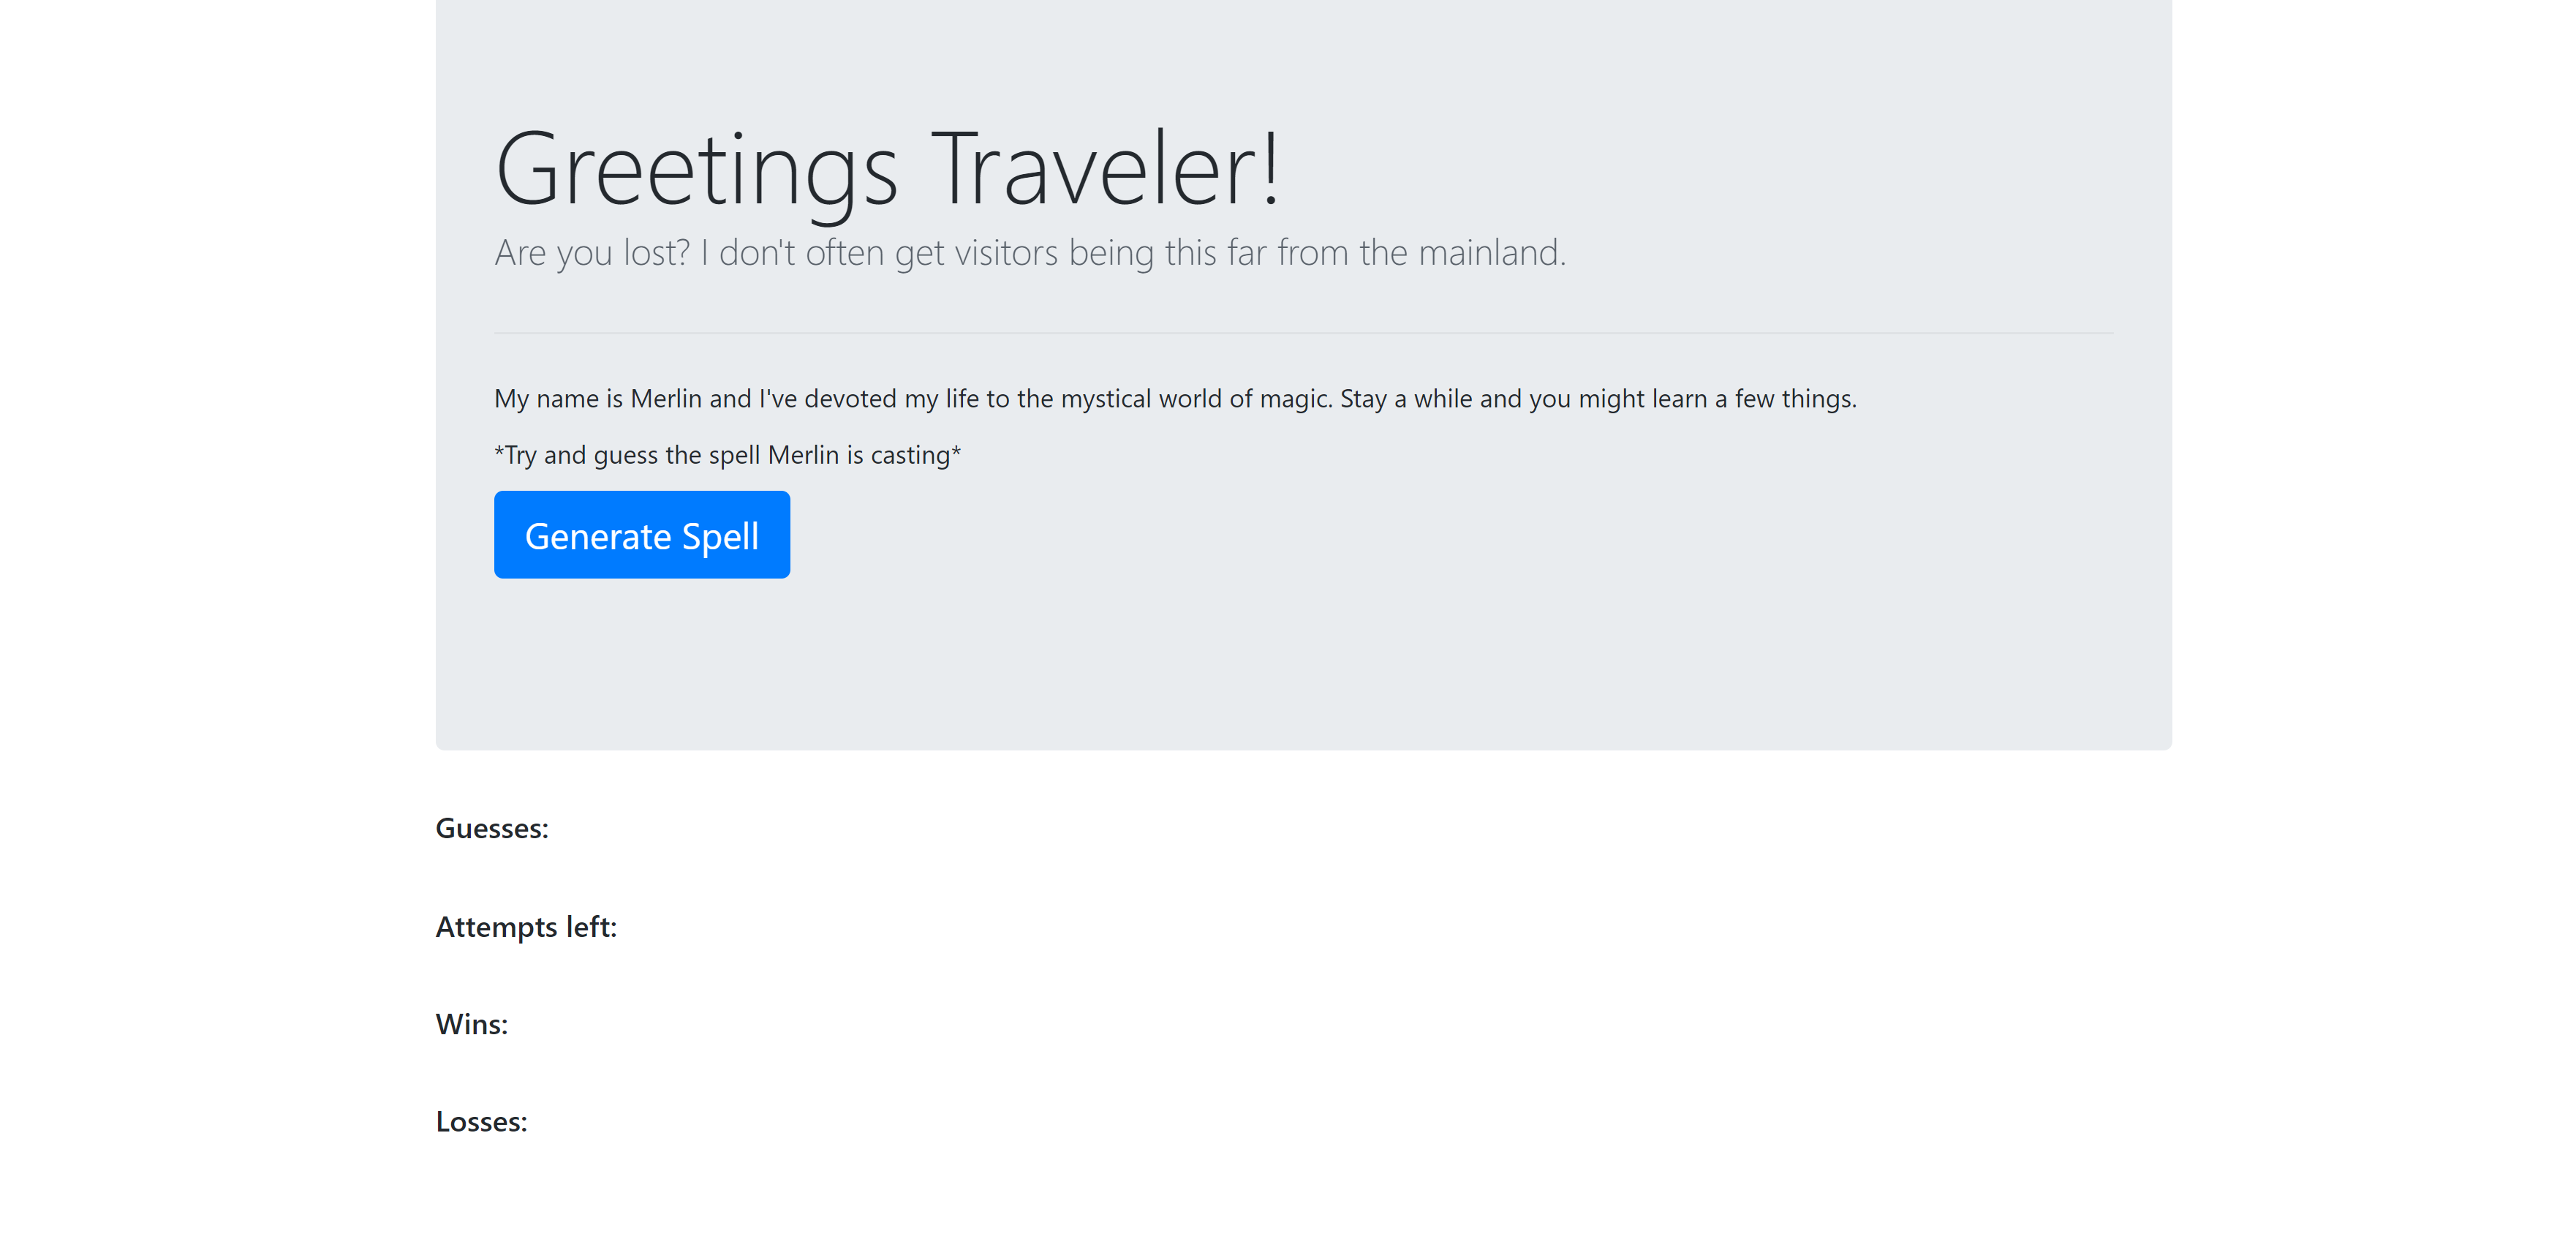 Greetings Traveler!
Are you lost? I don't often get visitors being this far from the mainland.
My name is Merlin and I've devoted my life to the mystical world of magic. Stay a while and you might learn a few things.
*Try and guess the spell Merlin is casting*
Generate Spell
Guesses:
Attempts left:
Wins:
Losses: